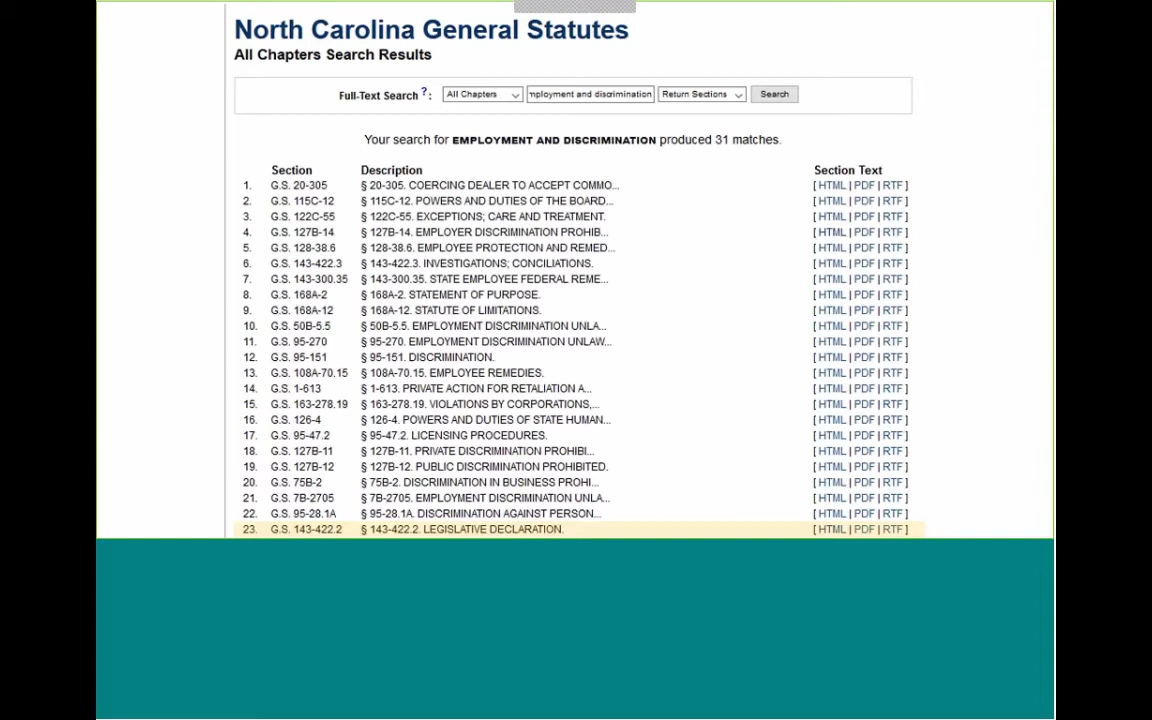 North Carolina General Statutes
All Chapters Search Results
Full-Text Search ? : All Chapters mployment and discrimination Return Sections Search
Your search for EMPLOYMENT AND DISCRIMINATION produced 31 matches.
Section Description Section Text
1. G.S. 20-305 § 20-305. COERCING DEALER TO ACCEPT COMMO... [ HTML | PDF | RTF ]
2. G.S. 115C-12 § 115C-12. POWERS AND DUTIES OF THE BOARD... [ HTML | PDF | RTF ]
3. G.S. 122C-55 § 122C-55. EXCEPTIONS; CARE AND TREATMENT. [ HTML | PDF | RTF ]
4. G.S. 127B-14 § 127B-14. EMPLOYER DISCRIMINATION PROHIB... [ HTML | PDF | RTF ]
5. G.S. 128-38.6 § 128-38.6. EMPLOYEE PROTECTION AND REMED... [ HTML | PDF | RTF ]
6. G.S. 143-422.3 § 143-422.3. INVESTIGATIONS; CONCILIATIONS. [ HTML | PDF | RTF ]
7. G.S. 143-300.35 § 143-300.35. STATE EMPLOYEE FEDERAL REME... [ HTML | PDF | RTF ]
8. G.S. 168A-2 § 168A-2. STATEMENT OF PURPOSE. [ HTML | PDF | RTF ]
9. G.S. 168A-12 § 168A-12. STATUTE OF LIMITATIONS. [ HTML | PDF | RTF ]
10. G.S. 50B-5.5 § 50B-5.5. EMPLOYMENT DISCRIMINATION UNLA... [ HTML | PDF | RTF ]
11. G.S. 95-270 § 95-270. EMPLOYMENT DISCRIMINATION UNLAW... [ HTML | PDF | RTF ]
12. G.S. 95-151 § 95-151. DISCRIMINATION. [ HTML | PDF | RTF ]
13. G.S. 108A-70.15 § 108A-70.15. EMPLOYEE REMEDIES. [ HTML | PDF | RTF ]
14. G.S. 1-613 § 1-613. PRIVATE ACTION FOR RETALIATION A... [ HTML | PDF | RTF ]
15. G.S. 163-278.19 § 163-278.19. VIOLATIONS BY CORPORATIONS,... [ HTML | PDF | RTF ]
16. G.S. 126-4 § 126-4. POWERS AND DUTIES OF STATE HUMAN... [ HTML | PDF | RTF ]
17. G.S. 95-47.2 § 95-47.2. LICENSING PROCEDURES. [ HTML | PDF | RTF ]
18. G.S. 127B-11 § 127B-11. PRIVATE DISCRIMINATION PROHIBI... [ HTML | PDF | RTF ]
19. G.S. 127B-12 § 127B-12. PUBLIC DISCRIMINATION PROHIBITED. [ HTML | PDF | RTF ]
20. G.S. 75B-2 § 75B-2. DISCRIMINATION IN BUSINESS PROHI... [ HTML | PDF | RTF ]
21. G.S. 7B-2705 § 7B-2705. EMPLOYMENT DISCRIMINATION UNLA... [ HTML | PDF | RTF ]
22. G.S. 95-28.1A § 95-28.1A. DISCRIMINATION AGAINST PERSON... [ HTML | PDF | RTF ]
23. G.S. 143-422.2 § 143-422.2. LEGISLATIVE DECLARATION. [ HTML | PDF | RTF ]